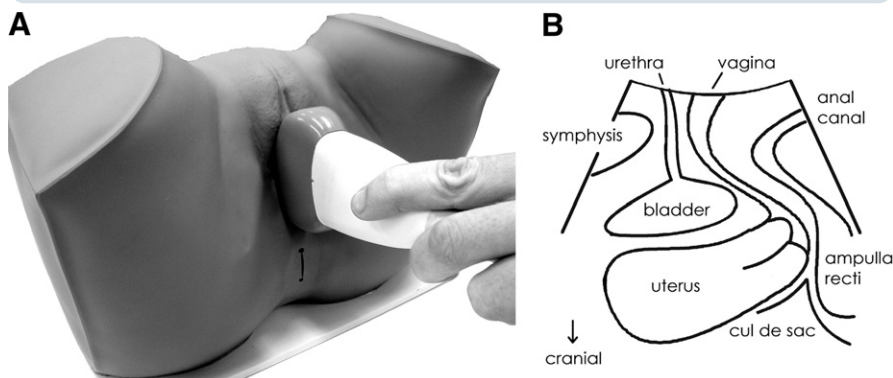 A
B
urethra
vagina
anal
canal
symphysis
bladder
ampulla
recti
uterus
cul de sac
cranial